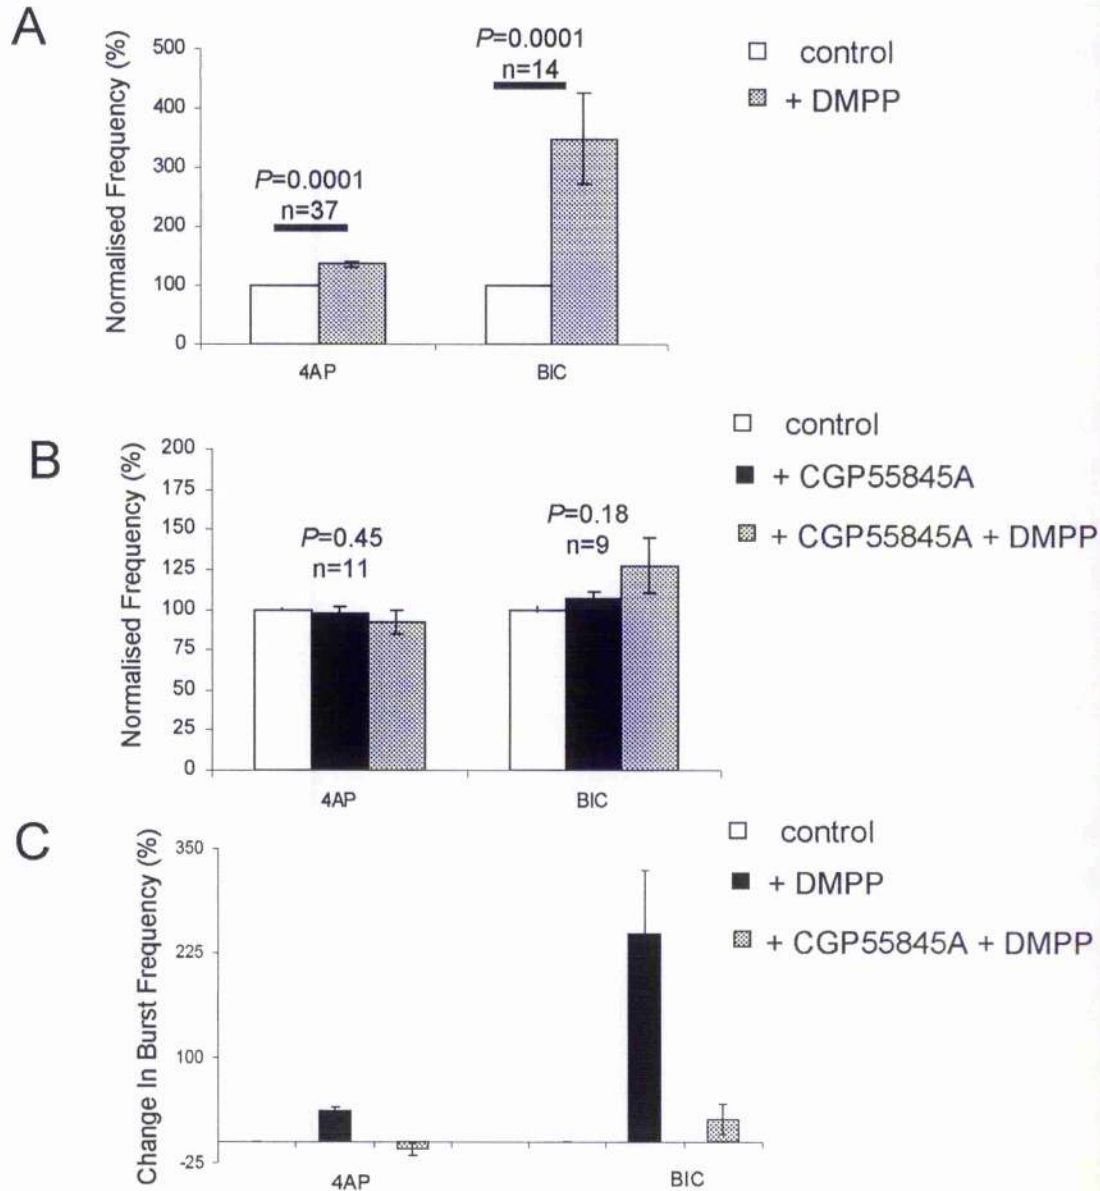 A
Normalised Frequency (%)
500
400
300
200
100
0
P=0.0001
n=37
P=0.0001
n=14
4AP
BIC
control
+ DMPP
B
Normalised Frequency (%)
200
175
150
125
100
75
50
25
0
P=0.45
n=11
P=0.18
n=9
4AP
BIC
control
+ CGP55845A
+ CGP55845A + DMPP
C
Change In Burst Frequency (%)
350
225
100
-25
4AP
BIC
control
+ DMPP
+ CGP55845A + DMPP